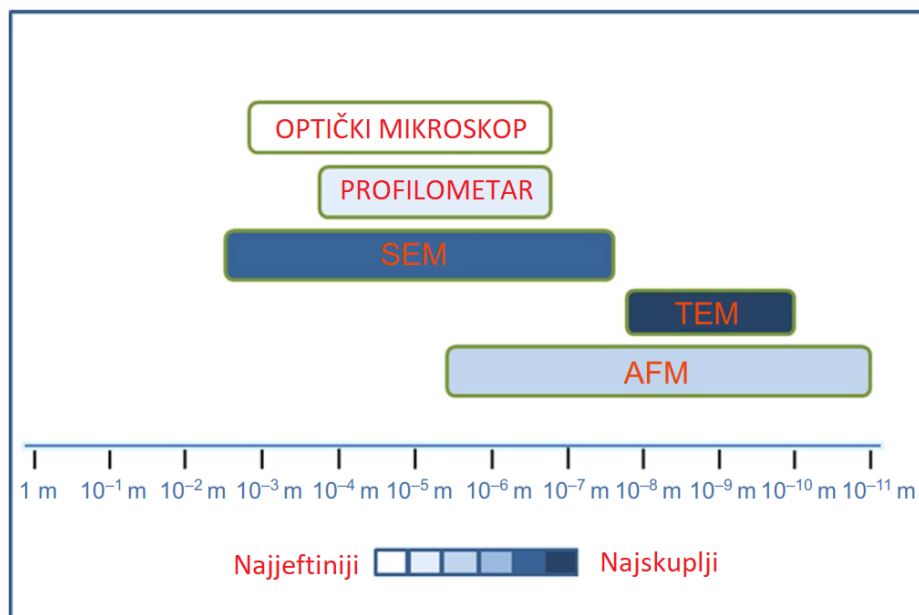 OPTIČKI MIKROSKOP
PROFILOMETAR
SEM
TEM
AFM
1 m 10⁻¹ m 10⁻² m 10⁻³ m 10⁻⁴ m 10⁻⁵ m 10⁻⁶ m 10⁻⁷ m 10⁻⁸ m 10⁻⁹ m 10⁻¹⁰ m 10⁻¹¹ m
Najjeftiniji Najskuplji